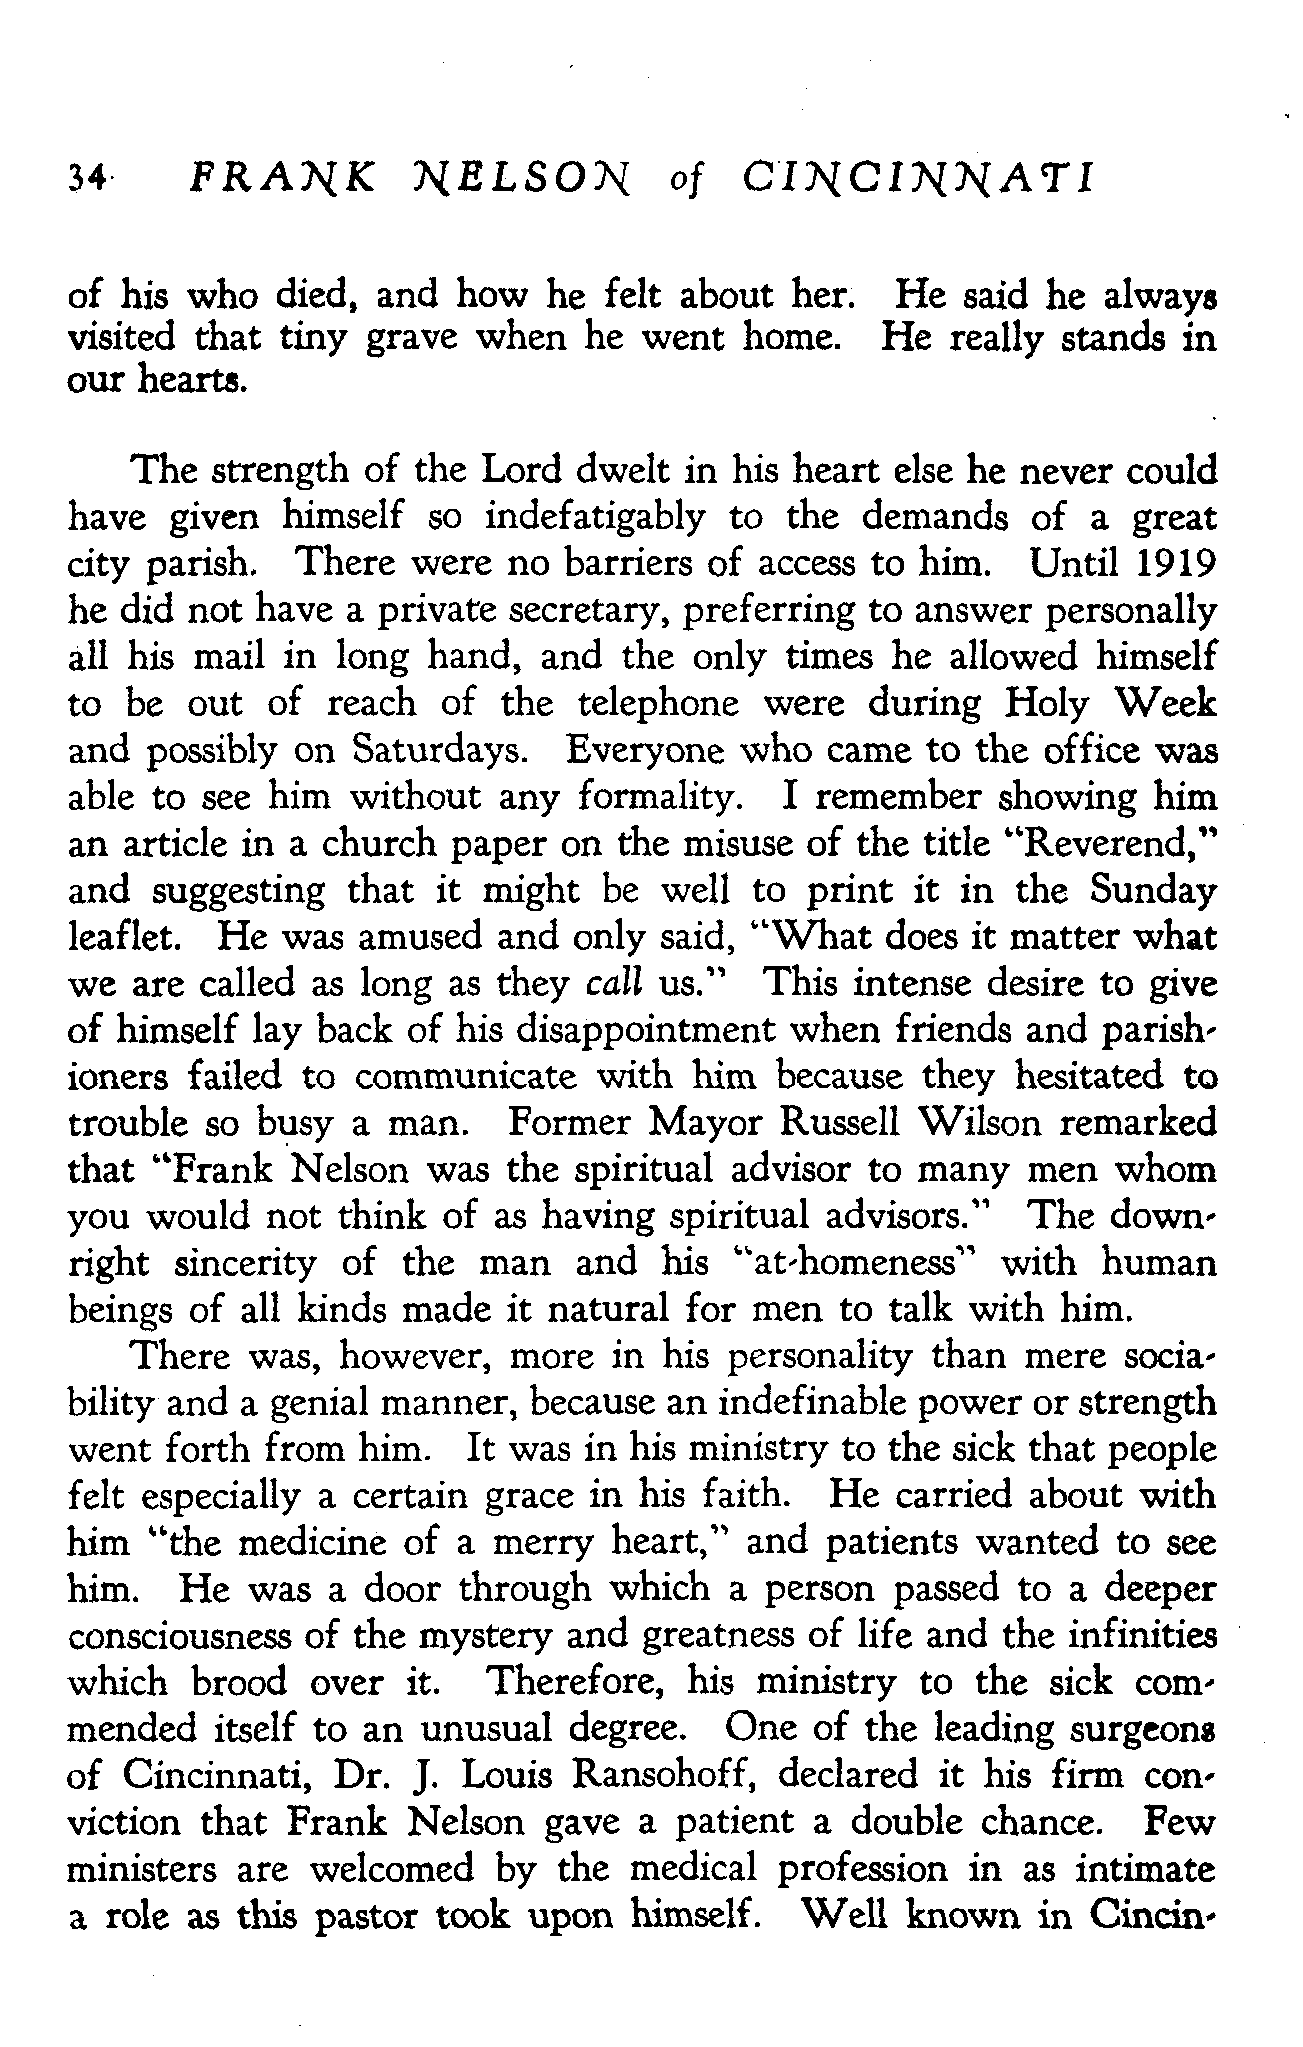 34 FRANK NELSON of CINCINNATI
of his who died, and how he felt about her. He said he always
visited that tiny grave when he went home. He really stands in
our hearts.
The strength of the Lord dwelt in his heart else he never could
have given himself so indefatigably to the demands of a great
city parish. There were no barriers of access to him. Until 1919
he did not have a private secretary, preferring to answer personally
all his mail in long hand, and the only times he allowed himself
to be out of reach of the telephone were during Holy Week
and possibly on Saturdays. Everyone who came to the office was
able to see him without any formality. I remember showing him
an article in a church paper on the misuse of the title "Reverend,"
and suggesting that it might be well to print it in the Sunday
leaflet. He was amused and only said, "What does it matter what
we are called as long as they call us." This intense desire to give
of himself lay back of his disappointment when friends and parish-
ioners failed to communicate with him because they hesitated to
trouble so busy a man. Former Mayor Russell Wilson remarked
that "Frank Nelson was the spiritual advisor to many men whom
you would not think of as having spiritual advisors." The down-
right sincerity of the man and his "at-homeness" with human
beings of all kinds made it natural for men to talk with him.
There was, however, more in his personality than mere socia-
bility and a genial manner, because an indefinable power or strength
went forth from him. It was in his ministry to the sick that people
felt especially a certain grace in his faith. He carried about with
him "the medicine of a merry heart," and patients wanted to see
him. He was a door through which a person passed to a deeper
consciousness of the mystery and greatness of life and the infinities
which brood over it. Therefore, his ministry to the sick com-
mended itself to an unusual degree. One of the leading surgeons
of Cincinnati, Dr. J. Louis Ransohoff, declared it his firm con-
viction that Frank Nelson gave a patient a double chance. Few
ministers are welcomed by the medical profession in as intimate
a role as this pastor took upon himself. Well known in Cincin-